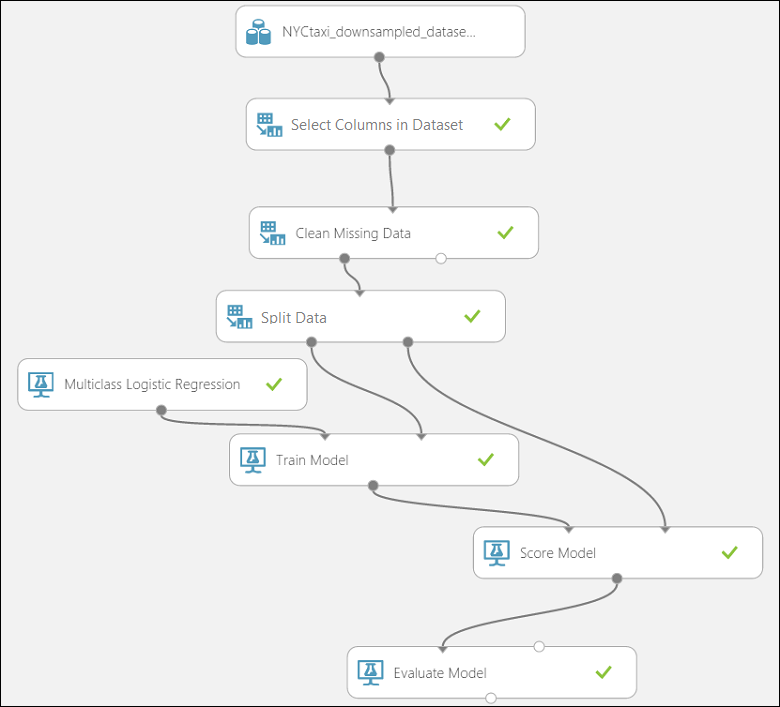 NYCtaxi_downsampled_datase...
Select Columns in Dataset
Clean Missing Data
Split Data
Multiclass Logistic Regression
Train Model
Score Model
Evaluate Model